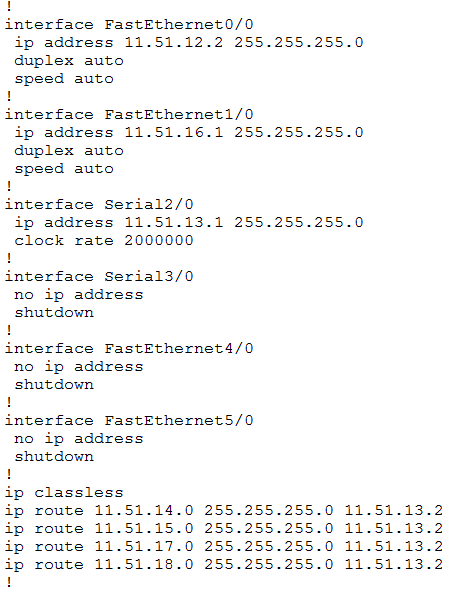 !
interface FastEthernet0/0
 ip address 11.51.12.2 255.255.255.0
 duplex auto
 speed auto
!
interface FastEthernet1/0
 ip address 11.51.16.1 255.255.255.0
 duplex auto
 speed auto
!
interface Serial2/0
 ip address 11.51.13.1 255.255.255.0
 clock rate 2000000
!
interface Serial3/0
 no ip address
 shutdown
!
interface FastEthernet4/0
 no ip address
 shutdown
!
interface FastEthernet5/0
 no ip address
 shutdown
!
ip classless
ip route 11.51.14.0 255.255.255.0 11.51.13.2
ip route 11.51.15.0 255.255.255.0 11.51.13.2
ip route 11.51.17.0 255.255.255.0 11.51.13.2
ip route 11.51.18.0 255.255.255.0 11.51.13.2
!